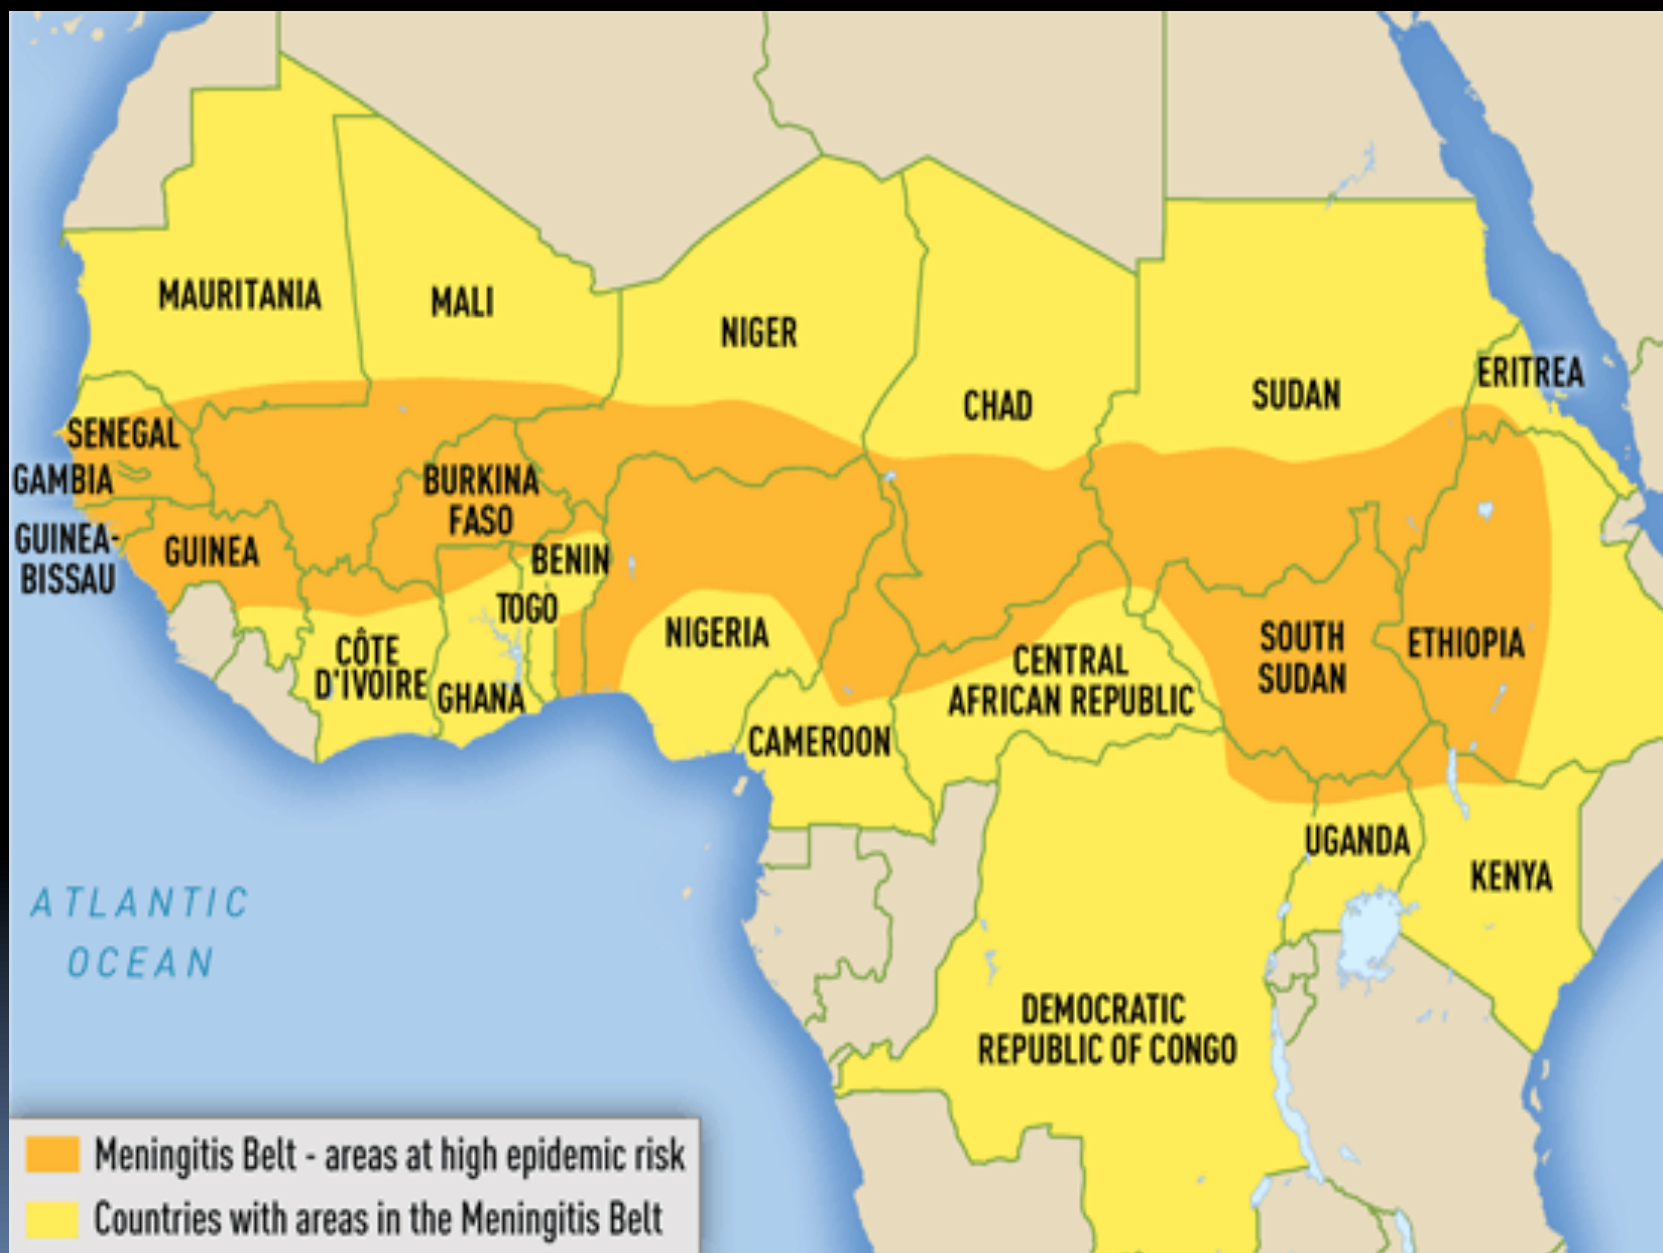 MAURITANIA
MALI
NIGER
CHAD
SUDAN
ERITREA
SENEGAL
GAMBIA
GUINEA-
BISSAU
GUINEA
BURKINA
FASO
BENIN
TOGO
CÔTE
D'IVOIRE
GHANA
NIGERIA
CAMEROON
CENTRAL
AFRICAN REPUBLIC
SOUTH
SUDAN
ETHIOPIA
UGANDA
KENYA
DEMOCRATIC
REPUBLIC OF CONGO
ATLANTIC
OCEAN
Meningitis Belt - areas at high epidemic risk
Countries with areas in the Meningitis Belt